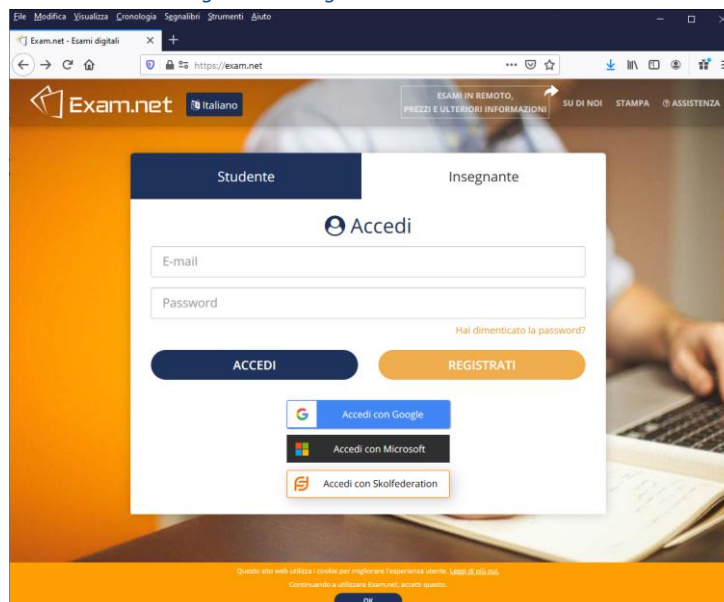 File Modifica Visualizza Cronologia Segnalibri Strumenti Aiuto
Exam.net - Esami digitali
https://exam.net
Exam.net
Italiano
ESAMI IN REMOTO,
PREZZI E ULTERIORI INFORMAZIONI
SU DI NOI STAMPA ASSISTENZA
Studente Insegnante
Accedi
E-mail
Password
Hai dimenticato la password?
ACCEDI REGISTRATI
Accedi con Google
Accedi con Microsoft
Accedi con Skolfederation
Questo sito web utilizza i cookie per migliorare l'esperienza utente. Leggi di più qui.
Continuando a utilizzare Exam.net, accetti questo.
OK